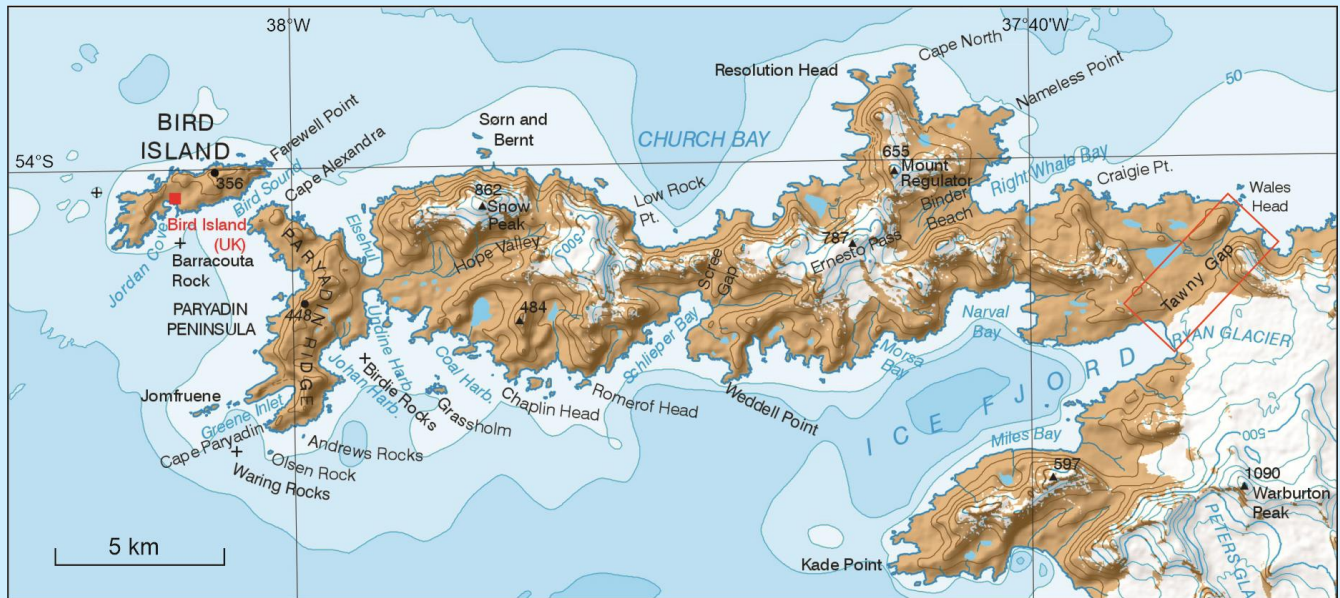 38°W
37°40'W
54°S
BIRD
ISLAND
356
Farewell Point
Bird Sound
Cape Alexandra
Bird Island
(UK)
Jordan Cove
Barracouta
Rock
PARYADIN
PENINSULA
PARYADIN RIDGE
448
Elsehul
Undine Harb.
Johan Harb.
Jomfruene
Greene Inlet
Cape Paryadin
Waring Rocks
Olsen Rock
Andrews Rocks
Birdie Rocks
Grassholm
Coal Harb.
Chaplin Head
Romerof Head
Schlieper Bay
Weddell Point
Sørn and
Bernt
862
Snow
Peak
Hope Valley
500
484
Low Rock
Pt.
CHURCH BAY
Resolution Head
Cape North
Nameless Point
50
655
Mount
Regulator
Right Whale Bay
Binder
Beach
Craigie Pt.
Wales
Head
Scree
Gap
787
Ernesto Pass
Narval
Bay
Morsa
Bay
Tawny Gap
RYAN GLACIER
ICE FJORD
Miles Bay
597
500
1090
Warburton
Peak
PETERS GLA
Kade Point
5 km